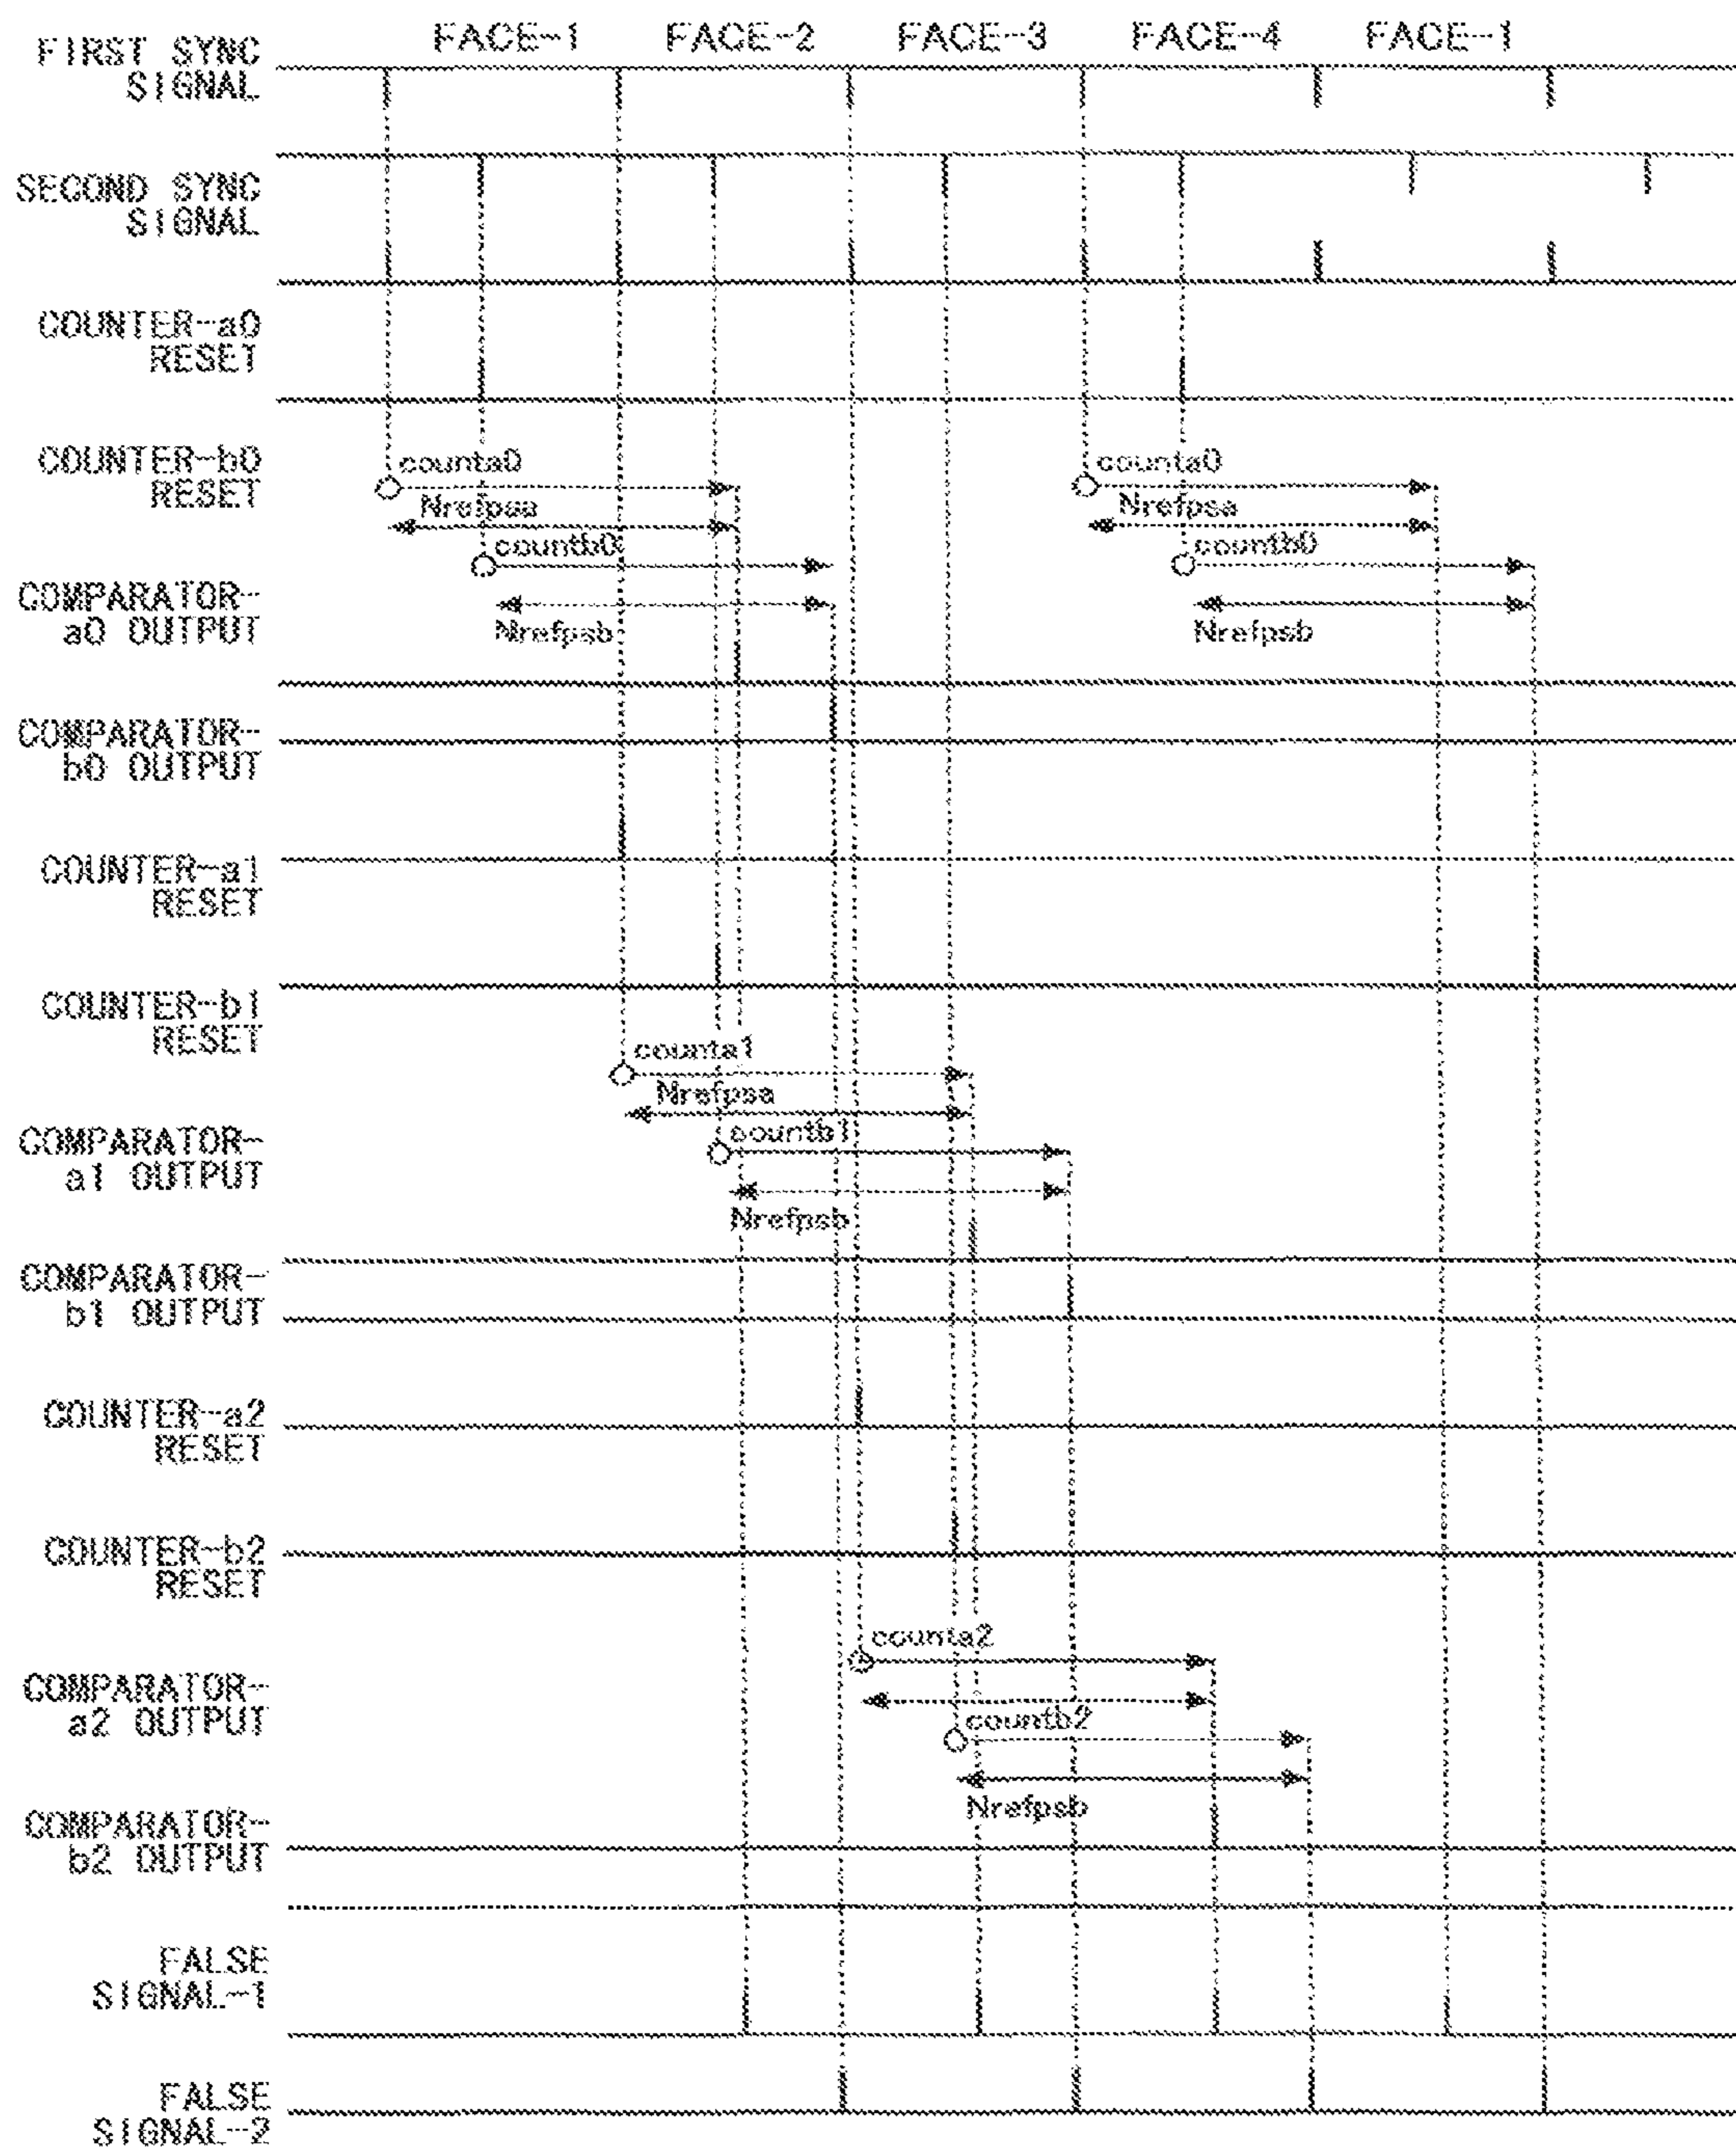 FACE-1 FACE-2 FACE-3 FACE-4 FACE-1
FIRST SYNC
SIGNAL
SECOND SYNC
SIGNAL
COUNTER-a0
RESET
COUNTER-b0
RESET
counta0
counta0
Nrefpsa
Nrefpsa
countb0
countb0
COMPARATOR-
a0 OUTPUT
Nrefpsb
Nrefpsb
COMPARATOR-
b0 OUTPUT
COUNTER-a1
RESET
COUNTER-b1
RESET
counta1
Nrefpsa
COMPARATOR-
a1 OUTPUT
countb1
Nrefpsb
COMPARATOR-
b1 OUTPUT
COUNTER-a2
RESET
COUNTER-b2
RESET
counta2
COMPARATOR-
a2 OUTPUT
countb2
Nrefpsb
COMPARATOR-
b2 OUTPUT
FALSE
SIGNAL-1
FALSE
SIGNAL-2